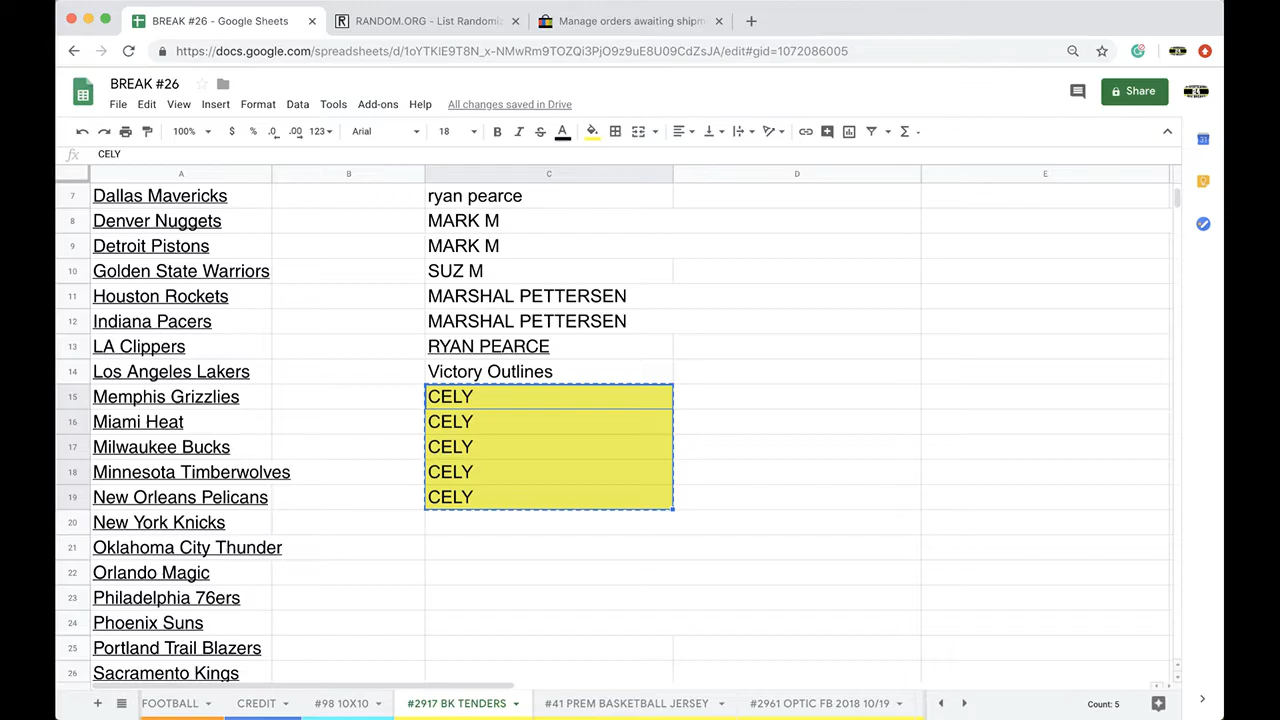 BREAK #26 - Google Sheets
RANDOM.ORG - List Randomiz
Manage orders awaiting shipm
https://docs.google.com/spreadsheets/d/1oYTKlE9T8N_x-NMwRm9TOZQi3PjO9z9uE8U09CdZsJA/edit#gid=1072086005
BREAK #26
File Edit View Insert Format Data Tools Add-ons Help All changes saved in Drive
Share
100% $ % .0 .00 123 Arial 18 B I S A
fx CELY
A B C D E
7 Dallas Mavericks ryan pearce
8 Denver Nuggets MARK M
9 Detroit Pistons MARK M
10 Golden State Warriors SUZ M
11 Houston Rockets MARSHAL PETTERSEN
12 Indiana Pacers MARSHAL PETTERSEN
13 LA Clippers RYAN PEARCE
14 Los Angeles Lakers Victory Outlines
15 Memphis Grizzlies CELY
16 Miami Heat CELY
17 Milwaukee Bucks CELY
18 Minnesota Timberwolves CELY
19 New Orleans Pelicans CELY
20 New York Knicks
21 Oklahoma City Thunder
22 Orlando Magic
23 Philadelphia 76ers
24 Phoenix Suns
25 Portland Trail Blazers
26 Sacramento Kings
FOOTBALL CREDIT #98 10X10 #2917 BK TENDERS #41 PREM BASKETBALL JERSEY #2961 OPTIC FB 2018 10/19 Count: 5